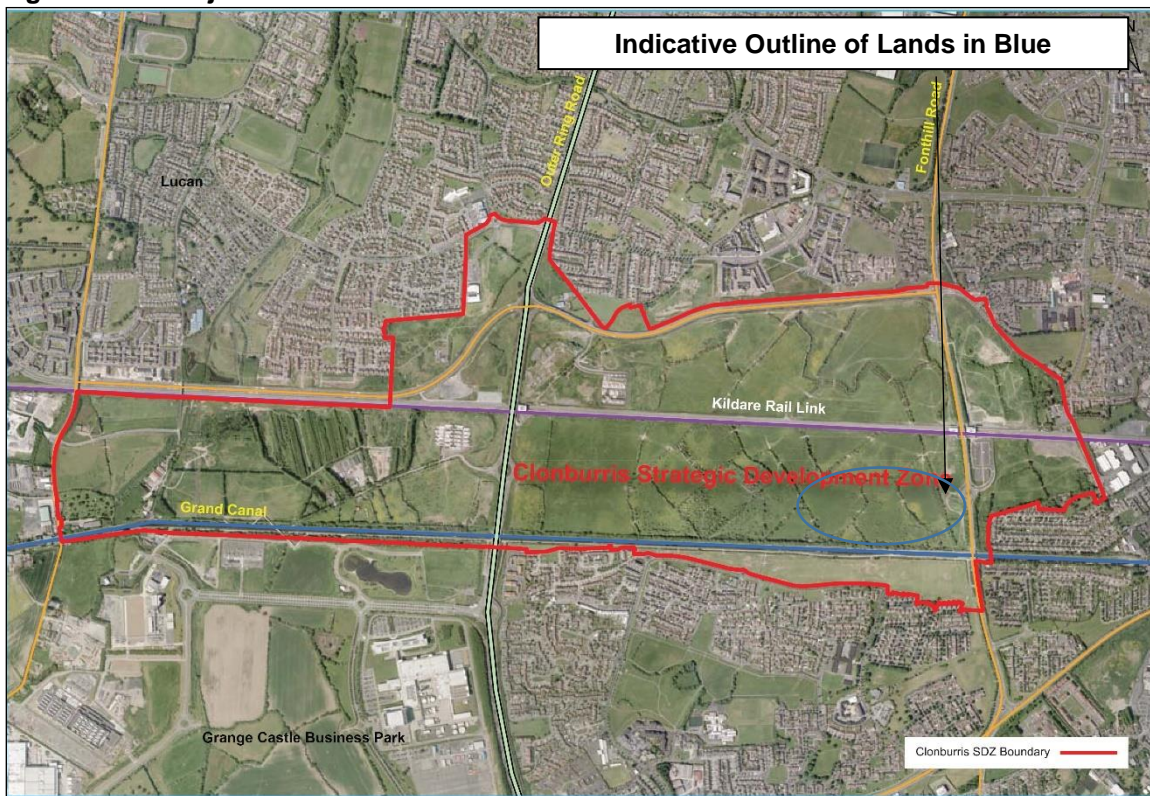 Indicative Outline of Lands in Blue
Outer Ring Road
Fonthill Road
Lucan
Kildare Rail Link
Clonburris Strategic Development Zone
Grand Canal
Grange Castle Business Park
Clonburris SDZ Boundary